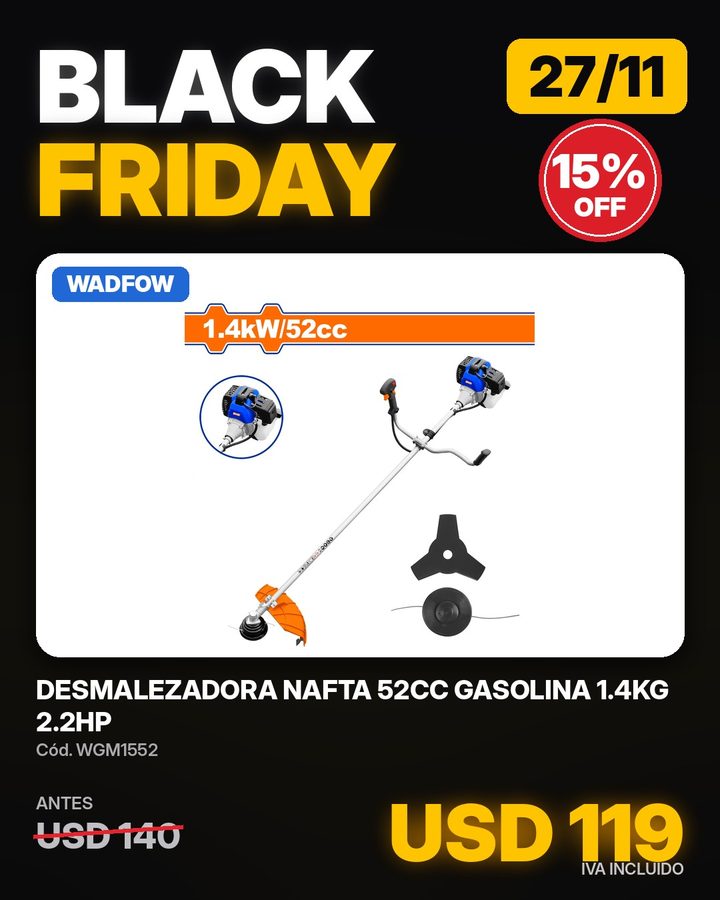 BLACK
FRIDAY
27/11
15%
OFF
WADFOW
1.4kW/52cc
DESMALEZADORA NAFTA 52CC GASOLINA 1.4KG
2.2HP
Cód. WGM1552
ANTES
USD 140
USD 119
IVA INCLUIDO